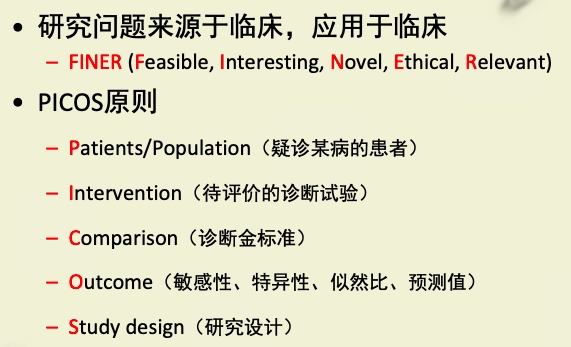 • 研究问题来源于临床，应用于临床
– FINER (Feasible, Interesting, Novel, Ethical, Relevant)
• PICOS原则
– Patients/Population（疑诊某病的患者）
– Intervention（待评价的诊断试验）
– Comparison（诊断金标准）
– Outcome（敏感性、特异性、似然比、预测值）
– Study design（研究设计）